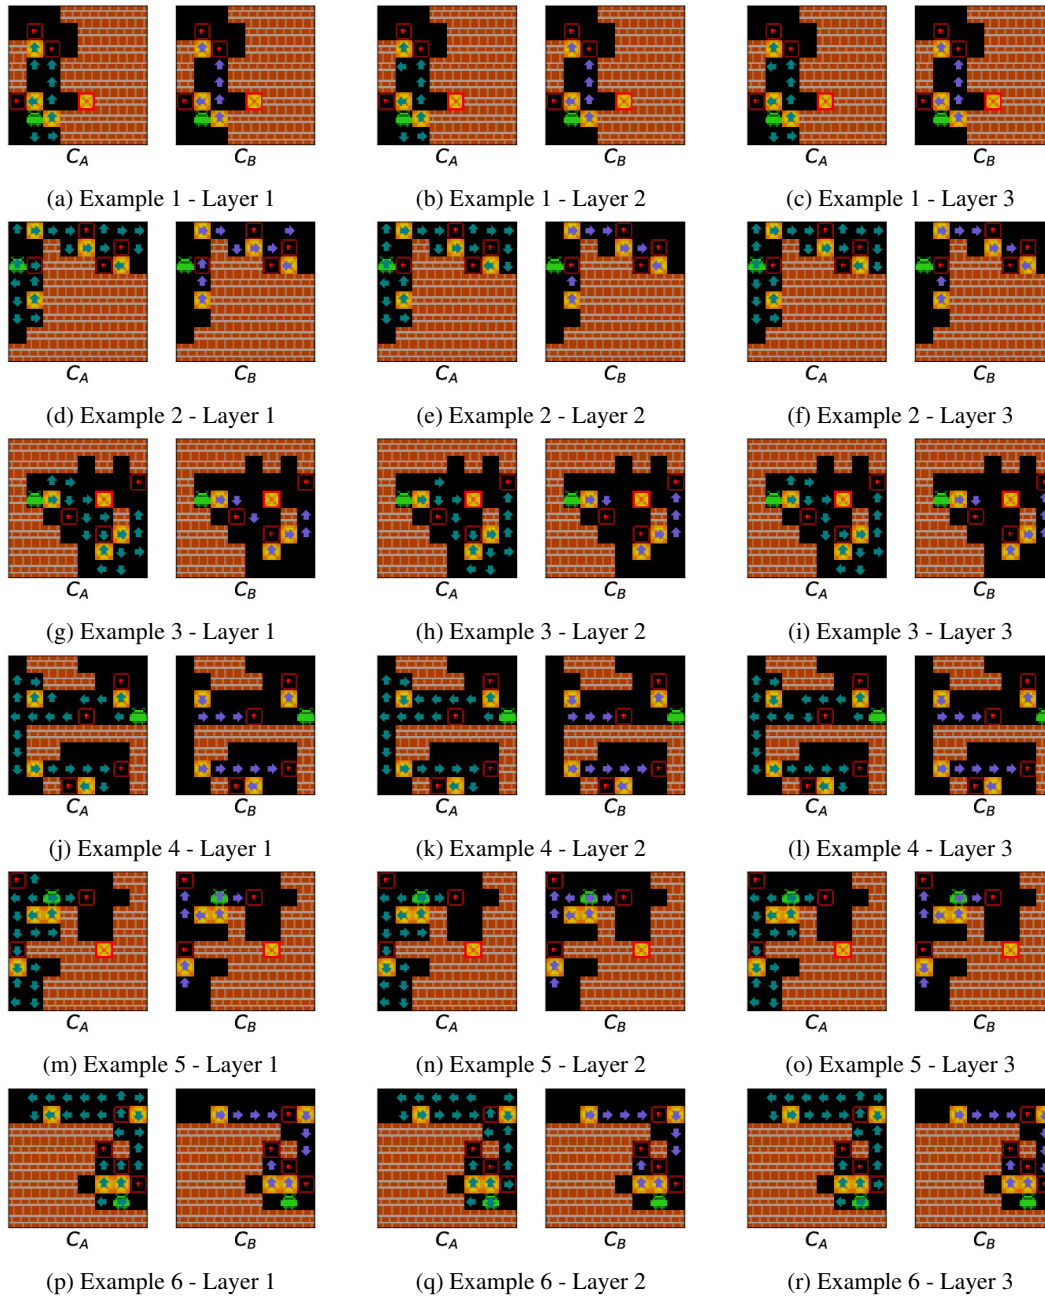 C_A C_B C_A C_B C_A C_B
(a) Example 1 - Layer 1 (b) Example 1 - Layer 2 (c) Example 1 - Layer 3
C_A C_B C_A C_B C_A C_B
(d) Example 2 - Layer 1 (e) Example 2 - Layer 2 (f) Example 2 - Layer 3
C_A C_B C_A C_B C_A C_B
(g) Example 3 - Layer 1 (h) Example 3 - Layer 2 (i) Example 3 - Layer 3
C_A C_B C_A C_B C_A C_B
(j) Example 4 - Layer 1 (k) Example 4 - Layer 2 (l) Example 4 - Layer 3
C_A C_B C_A C_B C_A C_B
(m) Example 5 - Layer 1 (n) Example 5 - Layer 2 (o) Example 5 - Layer 3
C_A C_B C_A C_B C_A C_B
(p) Example 6 - Layer 1 (q) Example 6 - Layer 2 (r) Example 6 - Layer 3